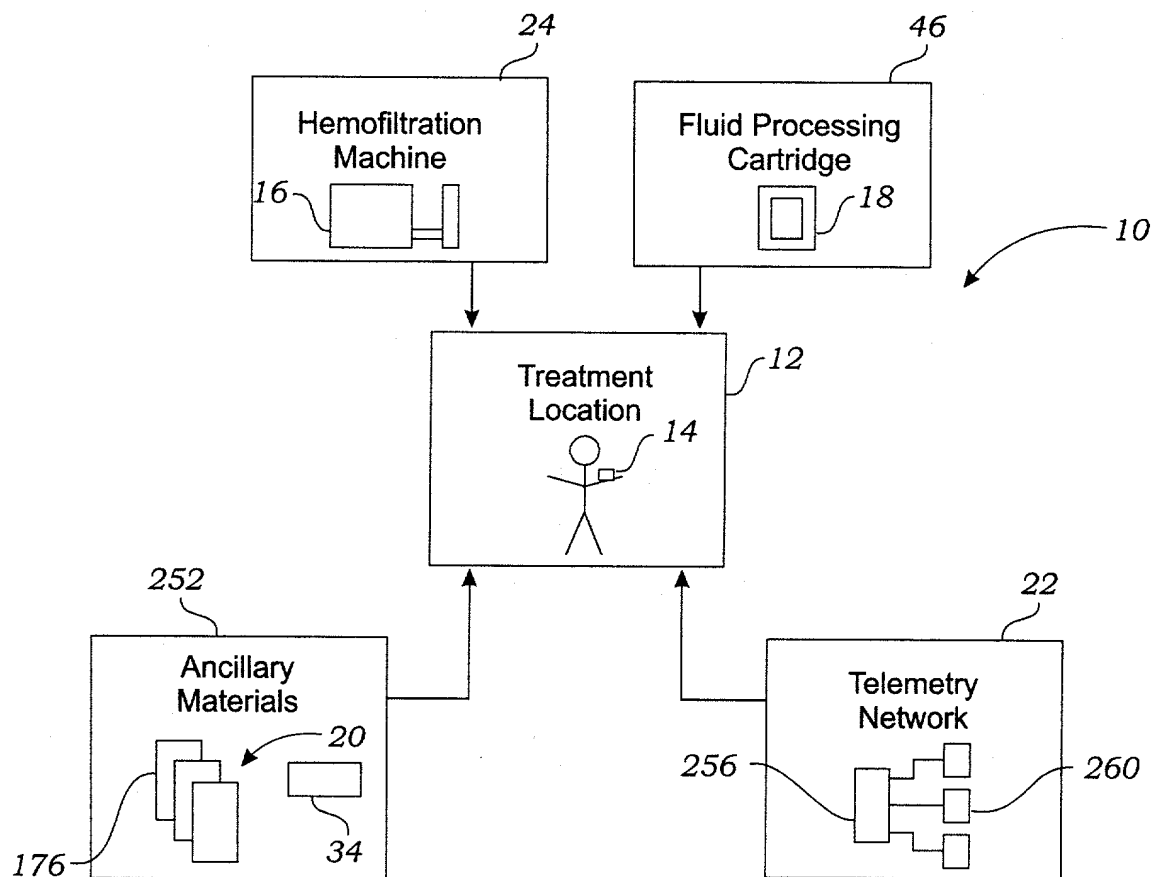 24
46
Hemofiltration
Machine
16
Fluid Processing
Cartridge
18
10
Treatment
Location
12
14
252
Ancillary
Materials
20
34
176
22
Telemetry
Network
256
260